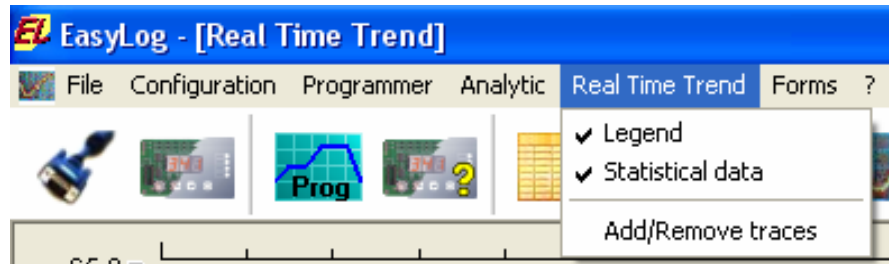 EL EasyLog - [Real Time Trend]
File Configuration Programmer Analytic Real Time Trend Forms ?
✔ Legend
✔ Statistical data
Prog ?
Add/Remove traces